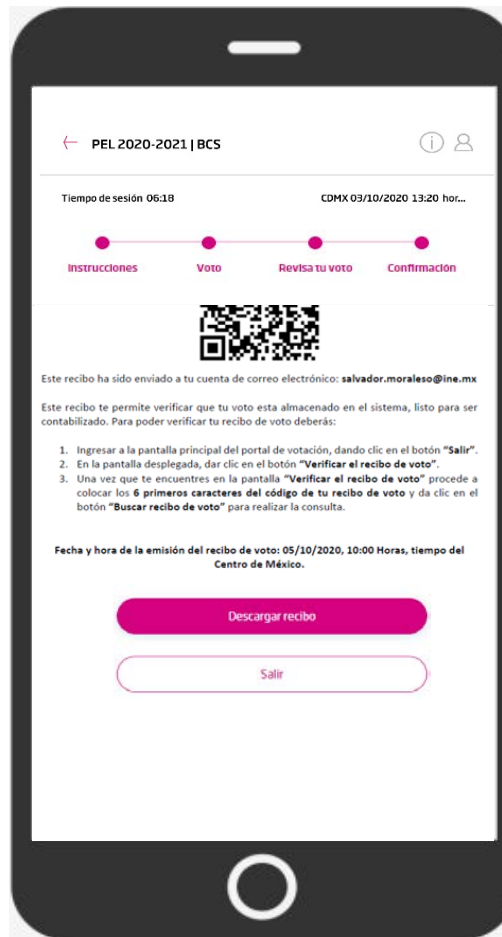 PEL 2020-2021 | BCS
Tiempo de sesión 06:18 CDMX 03/10/2020 13:20 hor...
Instrucciones Voto Revisa tu voto Confirmación
Este recibo ha sido enviado a tu cuenta de correo electrónico: salvador.moraleso@ine.mx
Este recibo te permite verificar que tu voto esta almacenado en el sistema, listo para ser
contabilizado. Para poder verificar tu recibo de voto deberás:
1. Ingresar a la pantalla principal del portal de votación, dando clic en el botón “Salir”.
2. En la pantalla desplegada, dar clic en el botón “Verificar el recibo de voto”.
3. Una vez que te encuentres en la pantalla “Verificar el recibo de voto” procede a
colocar los 6 primeros caracteres del código de tu recibo de voto y da clic en el
botón “Buscar recibo de voto” para realizar la consulta.
Fecha y hora de la emisión del recibo de voto: 05/10/2020, 10:00 Horas, tiempo del
Centro de México.
Descargar recibo
Salir